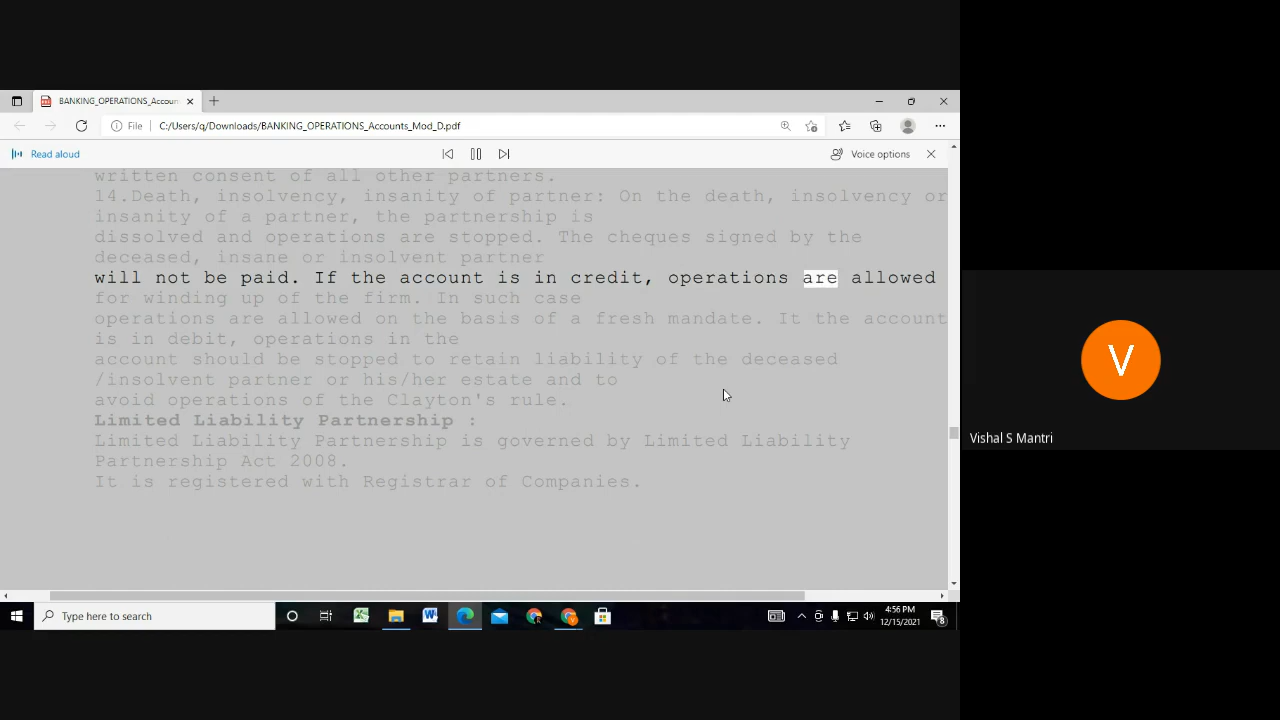 BANKING_OPERATIONS_Accoun
File
C:/Users/q/Downloads/BANKING_OPERATIONS_Accounts_Mod_D.pdf
Read aloud
Voice options
written consent of all other partners.
14.Death, insolvency, insanity of partner: On the death, insolvency or
insanity of a partner, the partnership is
dissolved and operations are stopped. The cheques signed by the
deceased, insane or insolvent partner
will not be paid. If the account is in credit, operations are allowed
for winding up of the firm. In such case
operations are allowed on the basis of a fresh mandate. It the account
is in debit, operations in the
account should be stopped to retain liability of the deceased
/insolvent partner or his/her estate and to
avoid operations of the Clayton's rule.
Limited Liability Partnership :
Limited Liability Partnership is governed by Limited Liability
Partnership Act 2008.
It is registered with Registrar of Companies.
V
Vishal S Mantri
Type here to search
4:56 PM
12/15/2021
8